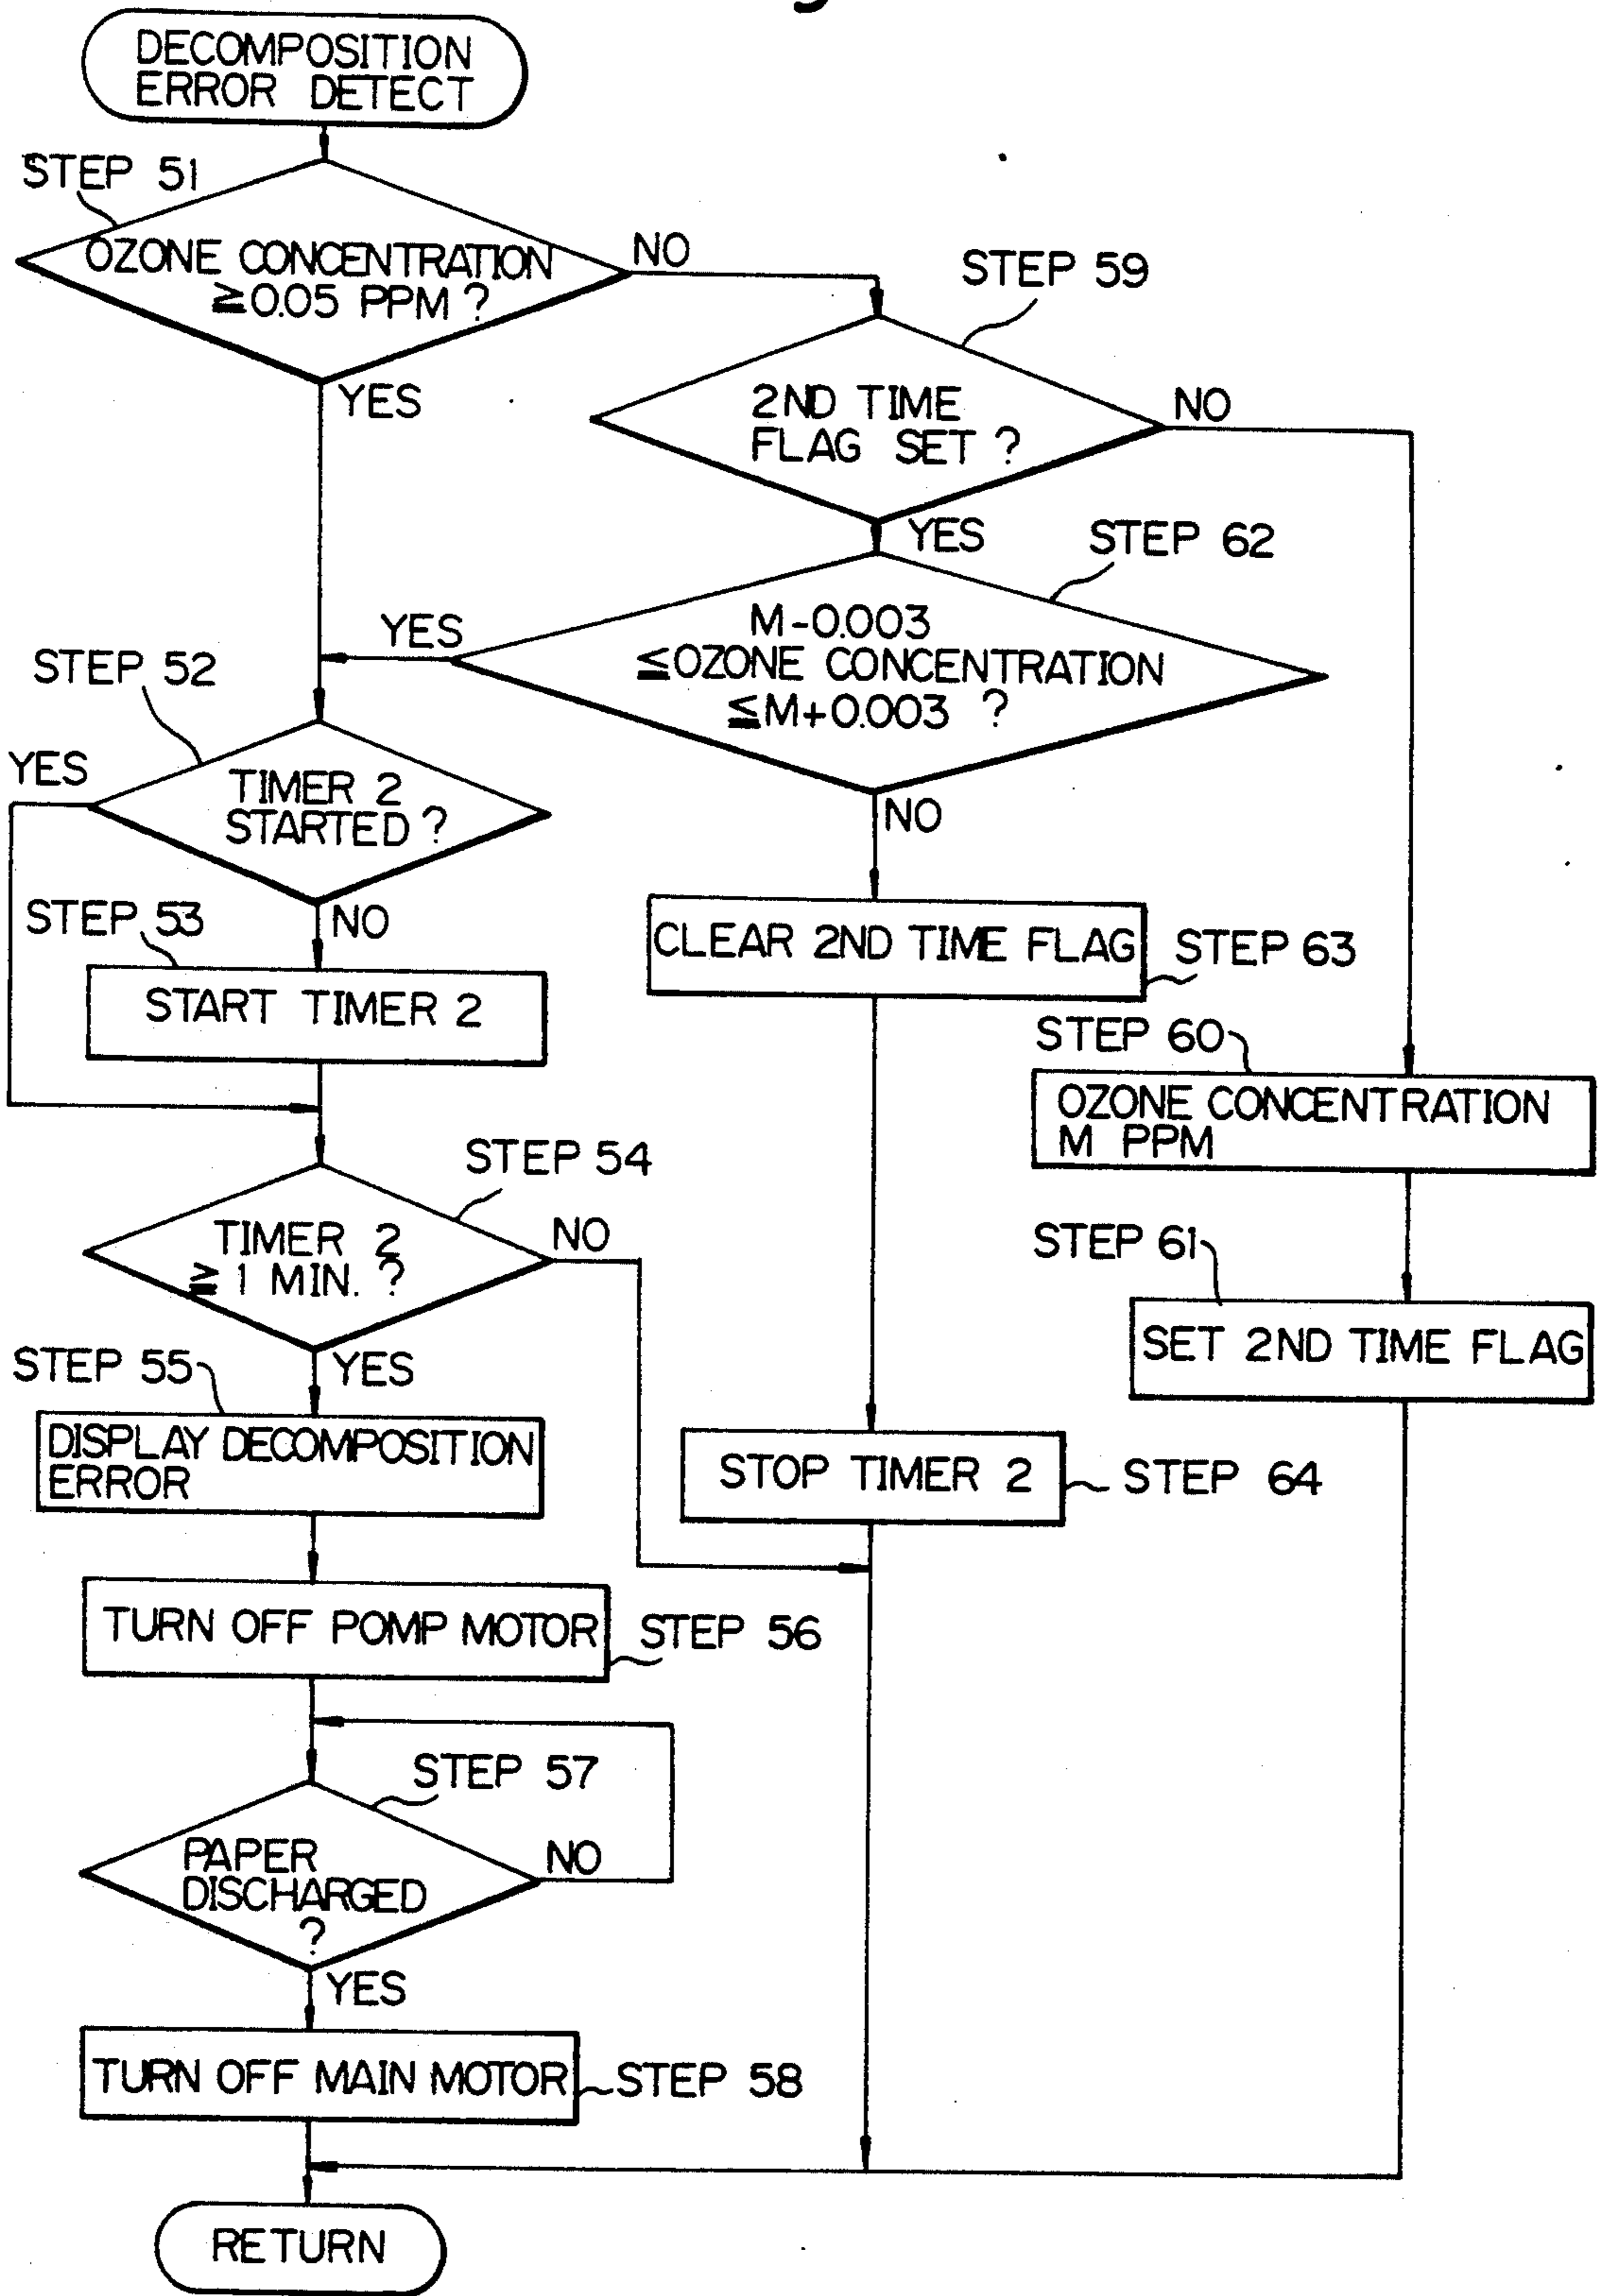 DECOMPOSITION
ERROR DETECT
STEP 51
OZONE CONCENTRATION
≧0.05 PPM ?
NO
YES
STEP 59
2ND TIME
FLAG SET ?
NO
YES
STEP 62
M-0.003
≦OZONE CONCENTRATION
≦M+0.003 ?
YES
NO
STEP 52
TIMER 2
STARTED ?
YES
NO
STEP 53
START TIMER 2
CLEAR 2ND TIME FLAG
STEP 63
STEP 60
OZONE CONCENTRATION
M PPM
STEP 54
TIMER 2
≧ 1 MIN. ?
NO
YES
STEP 61
SET 2ND TIME FLAG
STEP 55
DISPLAY DECOMPOSITION
ERROR
STOP TIMER 2
STEP 64
TURN OFF POMP MOTOR
STEP 56
STEP 57
PAPER
DISCHARGED
?
NO
YES
TURN OFF MAIN MOTOR
STEP 58
RETURN